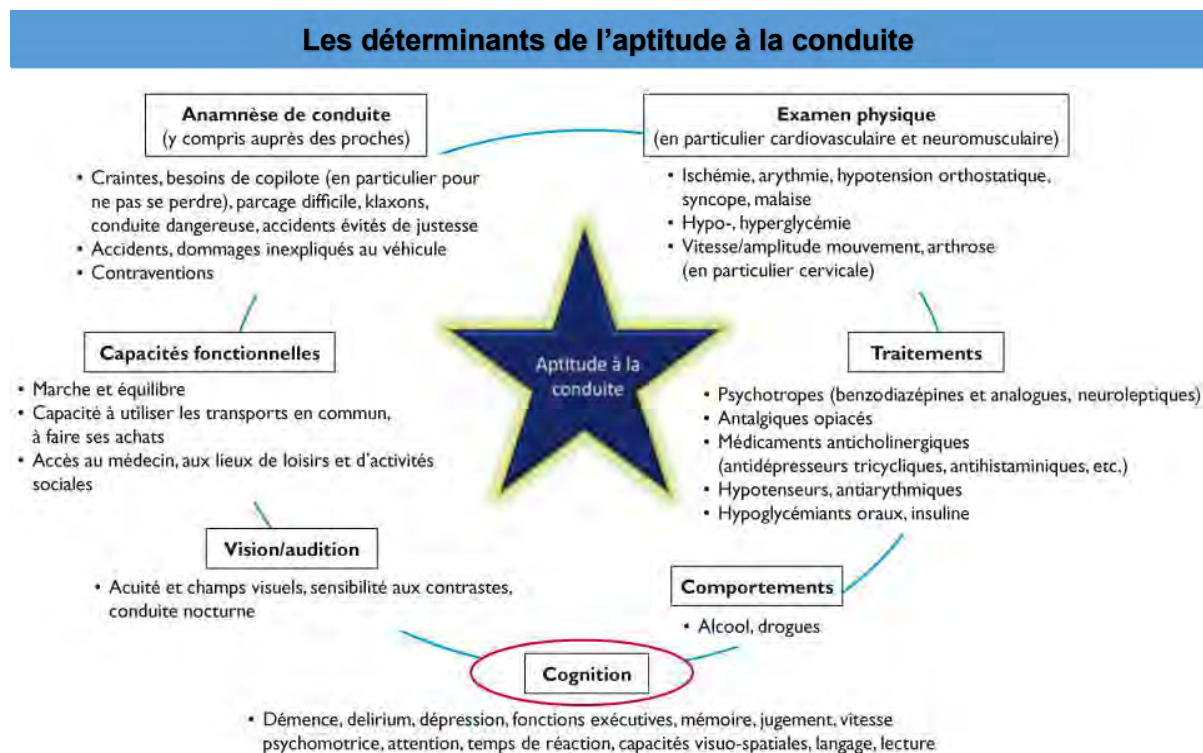 Les déterminants de l'aptitude à la conduite
Anamnèse de conduite
(y compris auprès des proches)
• Craintes, besoins de copilote (en particulier pour
ne pas se perdre), parcage difficile, klaxons,
conduite dangereuse, accidents évités de justesse
• Accidents, dommages inexpliqués au véhicule
• Contraventions
Examen physique
(en particulier cardiovasculaire et neuromusculaire)
• Ischémie, arythmie, hypotension orthostatique,
syncope, malaise
• Hypo-, hyperglycémie
• Vitesse/amplitude mouvement, arthrose
(en particulier cervicale)
Capacités fonctionnelles
• Marche et équilibre
• Capacité à utiliser les transports en commun,
à faire ses achats
• Accès au médecin, aux lieux de loisirs et d'activités
sociales
Aptitude à la
conduite
Traitements
• Psychotropes (benzodiazépines et analogues, neuroleptiques)
• Antalgiques opiacés
• Médicaments anticholinergiques
(antidépresseurs tricycliques, antihistaminiques, etc.)
• Hypotenseurs, antiarythmiques
• Hypoglycémiants oraux, insuline
Vision/audition
• Acuité et champs visuels, sensibilité aux contrastes,
conduite nocturne
Comportements
• Alcool, drogues
Cognition
• Démence, delirium, dépression, fonctions exécutives, mémoire, jugement, vitesse
psychomotrice, attention, temps de réaction, capacités visuo-spatiales, langage, lecture